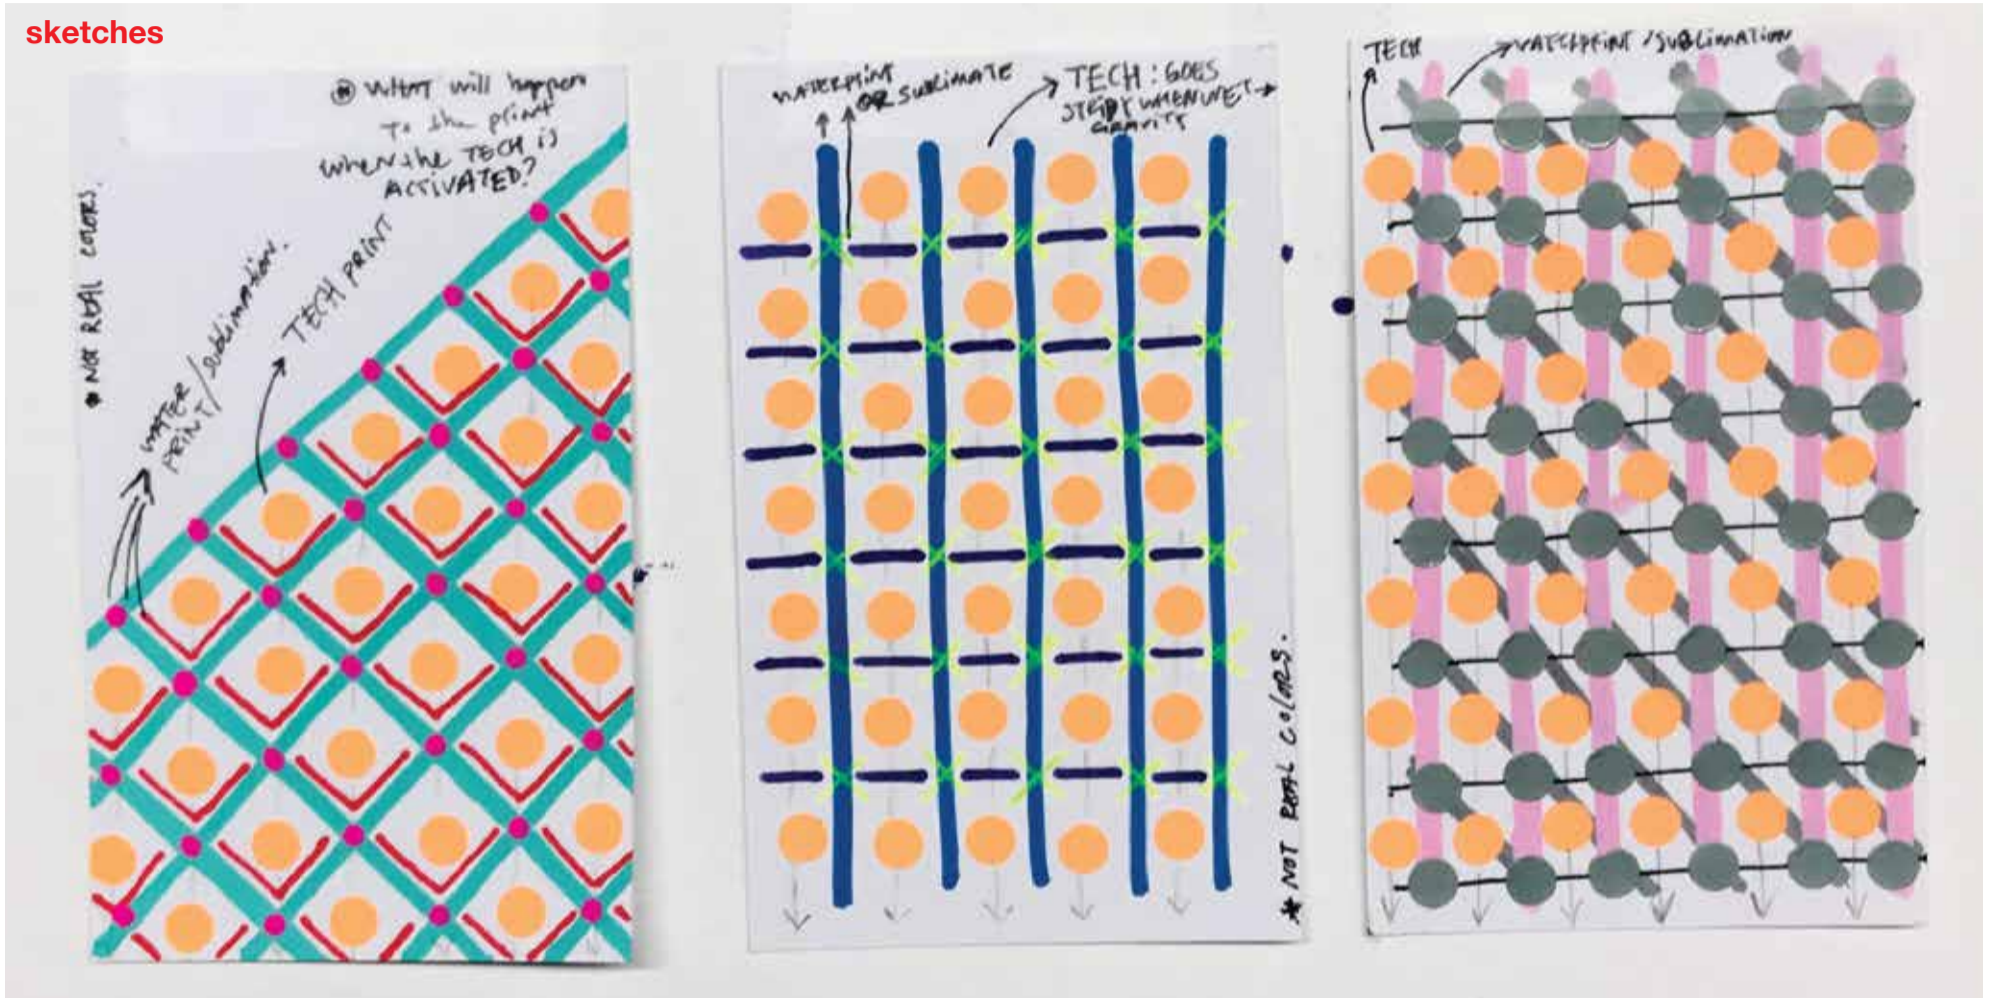 sketches
⊛ WHAT will happen
to the print
when the TECH is
ACTIVATED?
* NOT REAL COLORS.
WATER
PRINT/sublimation.
TECH PRINT
WATERPRINT
OR SUBLIMATE
TECH: GOES
WHEN WET →
GRAVITY
* NOT REAL COLORS.
TECH
WATERPRINT / SUBLIMATION